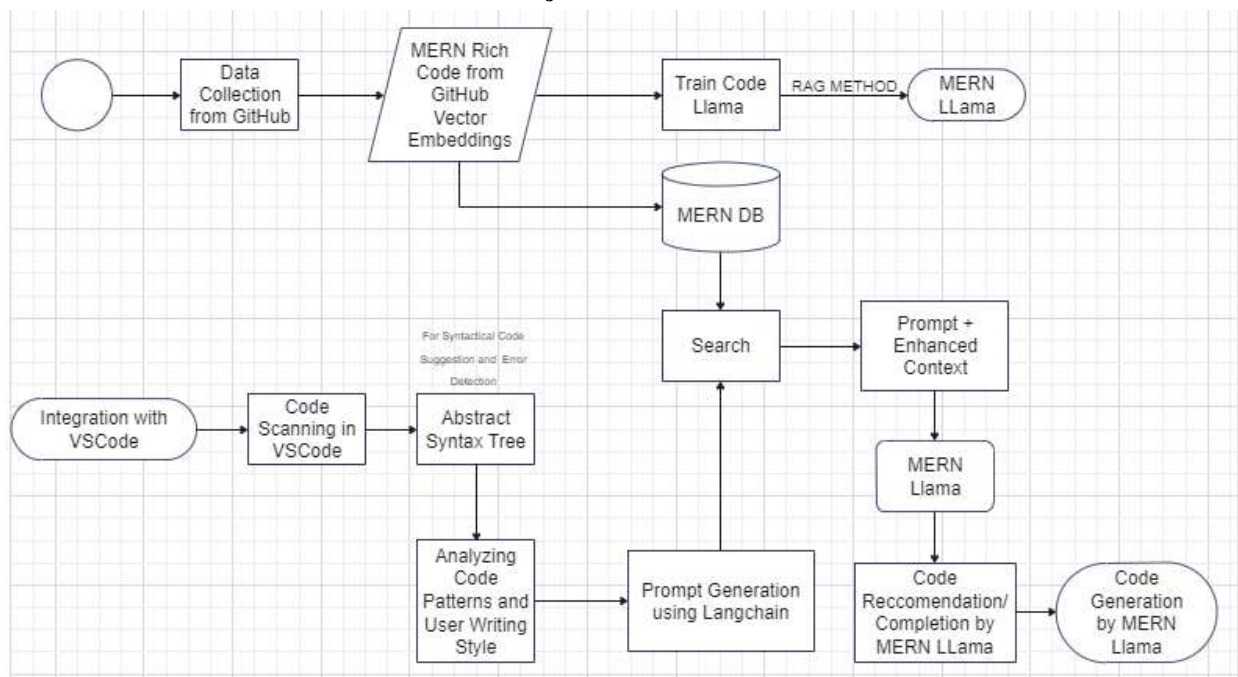 Data
Collection
from GitHub
MERN Rich
Code from
GitHub
Vector
Embeddings
Train Code
Llama
RAG METHOD
MERN
LLama
MERN DB
Search
Prompt +
Enhanced
Context
For Syntactical Code
Suggestion and Error
Detection
Integration with
VSCode
Code
Scanning in
VSCode
Abstract
Syntax Tree
MERN
Llama
Analyzing
Code
Patterns and
User Writing
Style
Prompt Generation
using Langchain
Code
Reccomendation/
Completion by
MERN LLama
Code
Generation
by MERN
Llama